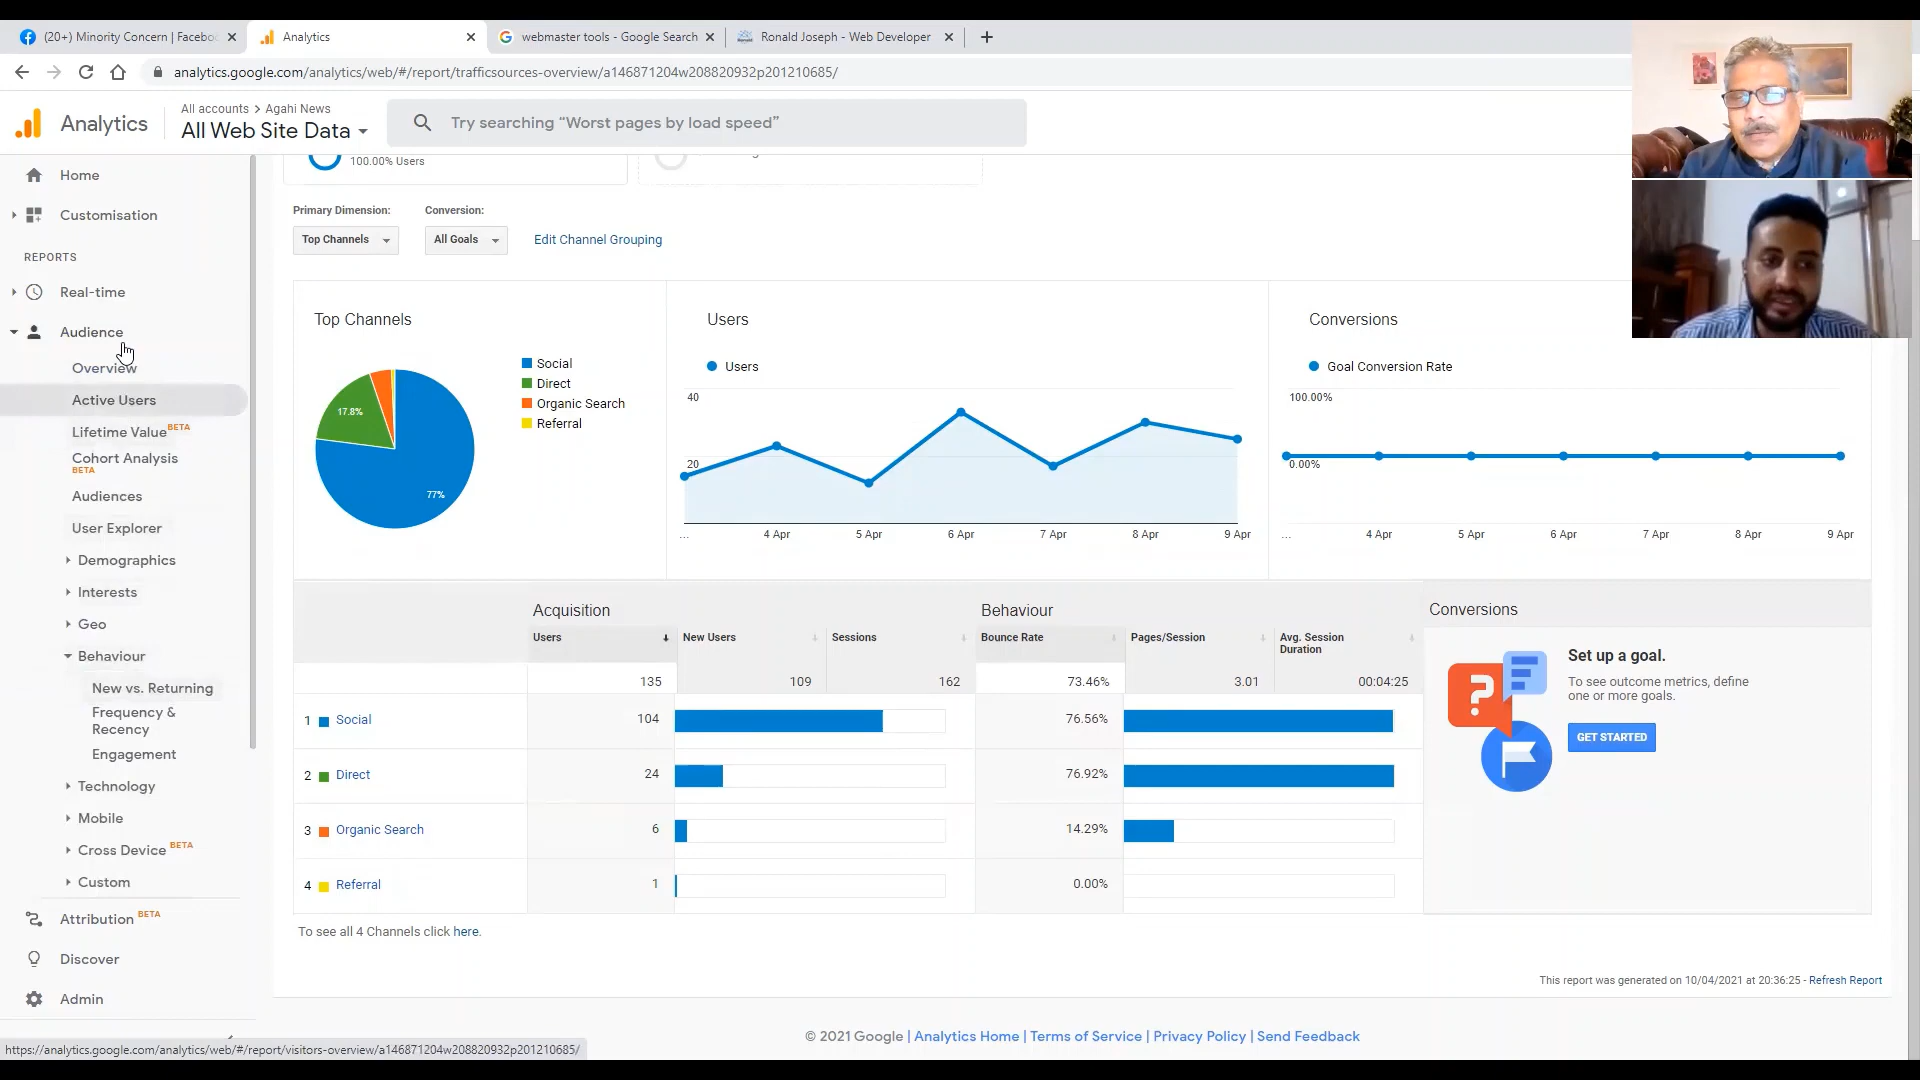 (20+) Minority Concern | Facebo
Analytics
webmaster tools - Google Search
Ronald Joseph - Web Developer
analytics.google.com/analytics/web/#/report/trafficsources-overview/a146871204w208820932p201210685/
Analytics
All accounts > Agahi News
All Web Site Data
Try searching “Worst pages by load speed”
Home
Customisation
REPORTS
Real-time
Audience
Overview
Active Users
Lifetime Value BETA
Cohort Analysis
BETA
Audiences
User Explorer
Demographics
Interests
Geo
Behaviour
New vs. Returning
Frequency &
Recency
Engagement
Technology
Mobile
Cross Device BETA
Custom
Attribution BETA
Discover
Admin
100.00% Users
Primary Dimension:
Conversion:
Top Channels
All Goals
Edit Channel Grouping
Top Channels
Social
Direct
Organic Search
Referral
17.8%
77%
Users
Users
40
20
...
4 Apr
5 Apr
6 Apr
7 Apr
8 Apr
9 Apr
Conversions
Goal Conversion Rate
100.00%
0.00%
...
4 Apr
5 Apr
6 Apr
7 Apr
8 Apr
9 Apr
Acquisition
Behaviour
Conversions
Users
New Users
Sessions
Bounce Rate
Pages/Session
Avg. Session
Duration
135
109
162
73.46%
3.01
00:04:25
1 Social 104 76.56%
2 Direct 24 76.92%
3 Organic Search 6 14.29%
4 Referral 1 0.00%
Set up a goal.
To see outcome metrics, define
one or more goals.
GET STARTED
To see all 4 Channels click here.
This report was generated on 10/04/2021 at 20:36:25 - Refresh Report
© 2021 Google | Analytics Home | Terms of Service | Privacy Policy | Send Feedback
https://analytics.google.com/analytics/web/#/report/visitors-overview/a146871204w208820932p201210685/